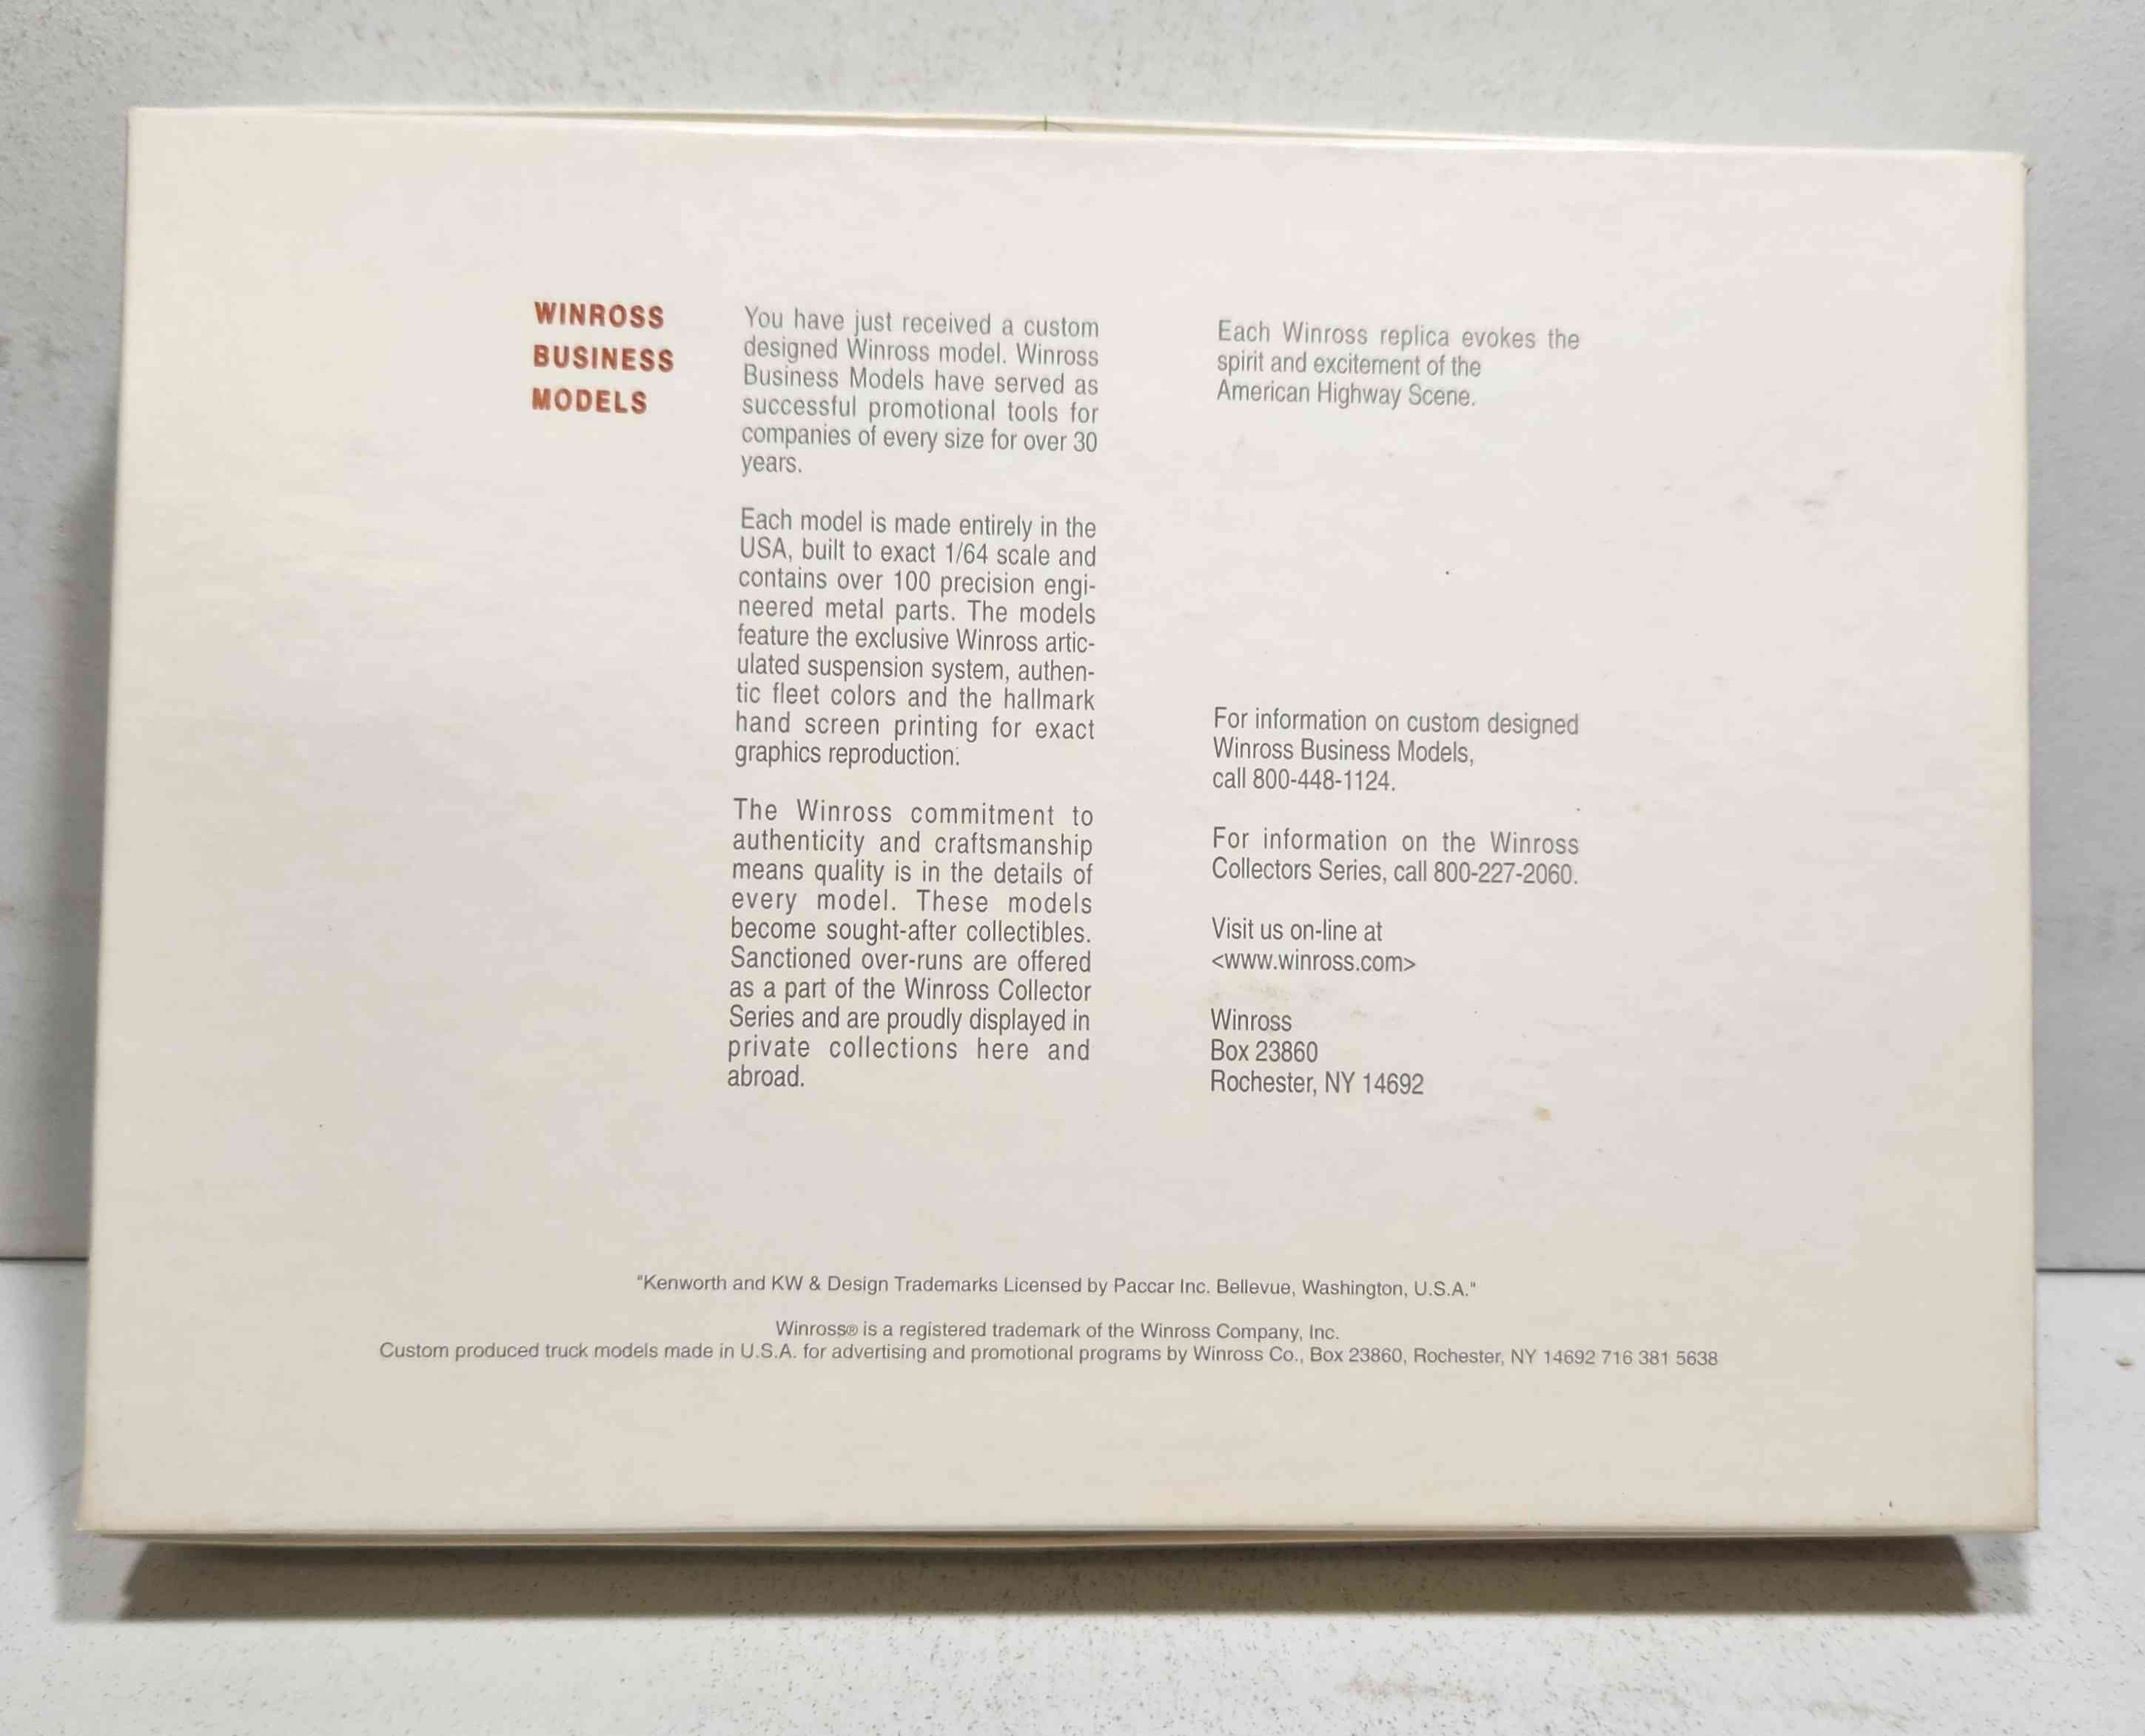 WINROSS
BUSINESS
MODELS
You have just received a custom
designed Winross model. Winross
Business Models have served as
successful promotional tools for
companies of every size for over 30
years.
Each model is made entirely in the
USA, built to exact 1/64 scale and
contains over 100 precision engi-
neered metal parts. The models
feature the exclusive Winross artic-
ulated suspension system, authen-
tic fleet colors and the hallmark
hand screen printing for exact
graphics reproduction.
The Winross commitment to
authenticity and craftsmanship
means quality is in the details of
every model. These models
become sought-after collectibles.
Sanctioned over-runs are offered
as a part of the Winross Collector
Series and are proudly displayed in
private collections here and
abroad.
Each Winross replica evokes the
spirit and excitement of the
American Highway Scene.
For information on custom designed
Winross Business Models,
call 800-448-1124.
For information on the Winross
Collectors Series, call 800-227-2060.
Visit us on-line at
<www.winross.com>
Winross
Box 23860
Rochester, NY 14692
"Kenworth and KW & Design Trademarks Licensed by Paccar Inc. Bellevue, Washington, U.S.A."
Winross® is a registered trademark of the Winross Company, Inc.
Custom produced truck models made in U.S.A. for advertising and promotional programs by Winross Co., Box 23860, Rochester, NY 14692 716 381 5638